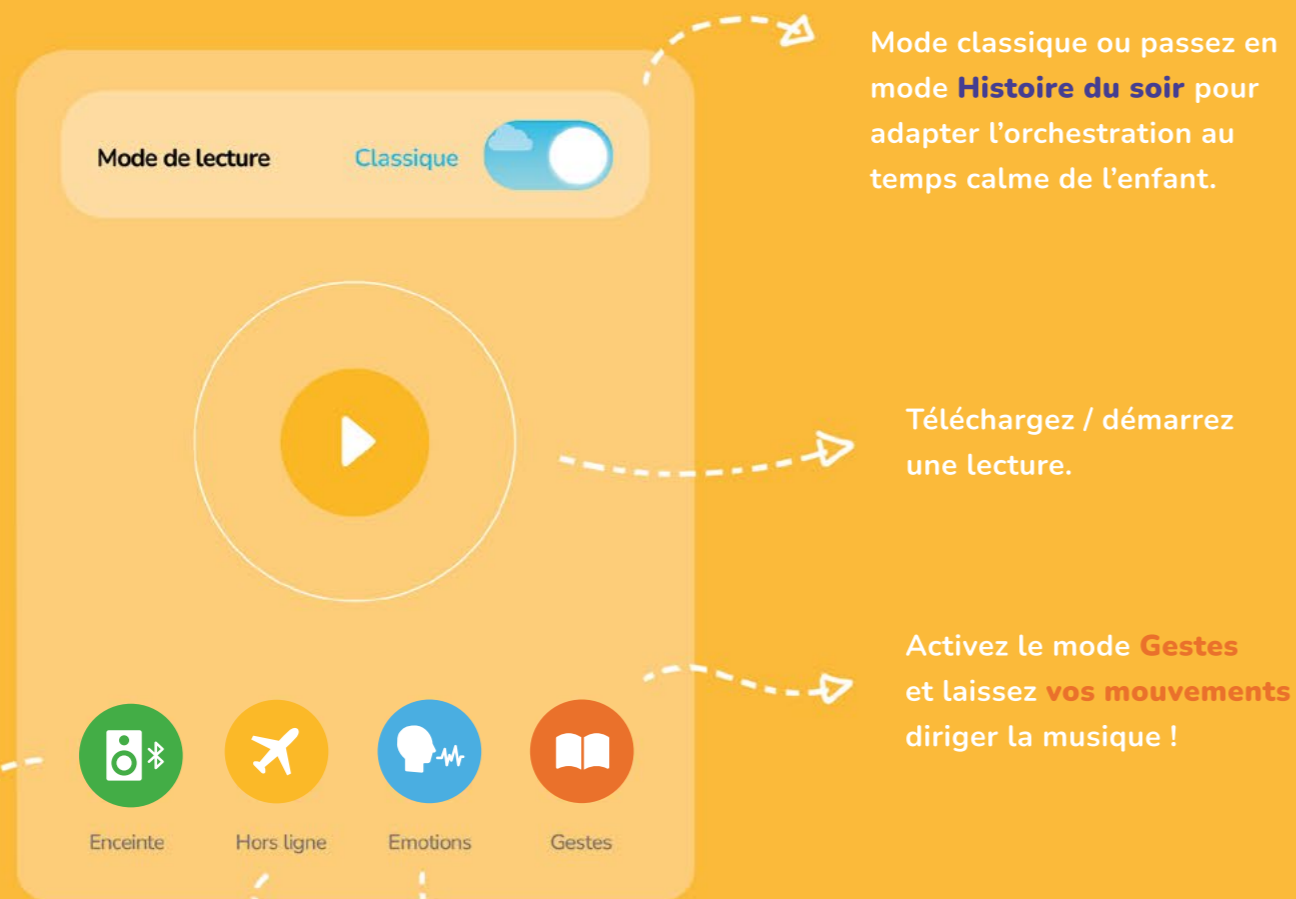 Mode classique ou passez en
mode Histoire du soir pour
adapter l’orchestration au
temps calme de l’enfant.
Mode de lecture
Classique
Téléchargez / démarrez
une lecture.
Activez le mode Gestes
et laissez vos mouvements
diriger la musique !
Enceinte
Hors ligne
Emotions
Gestes